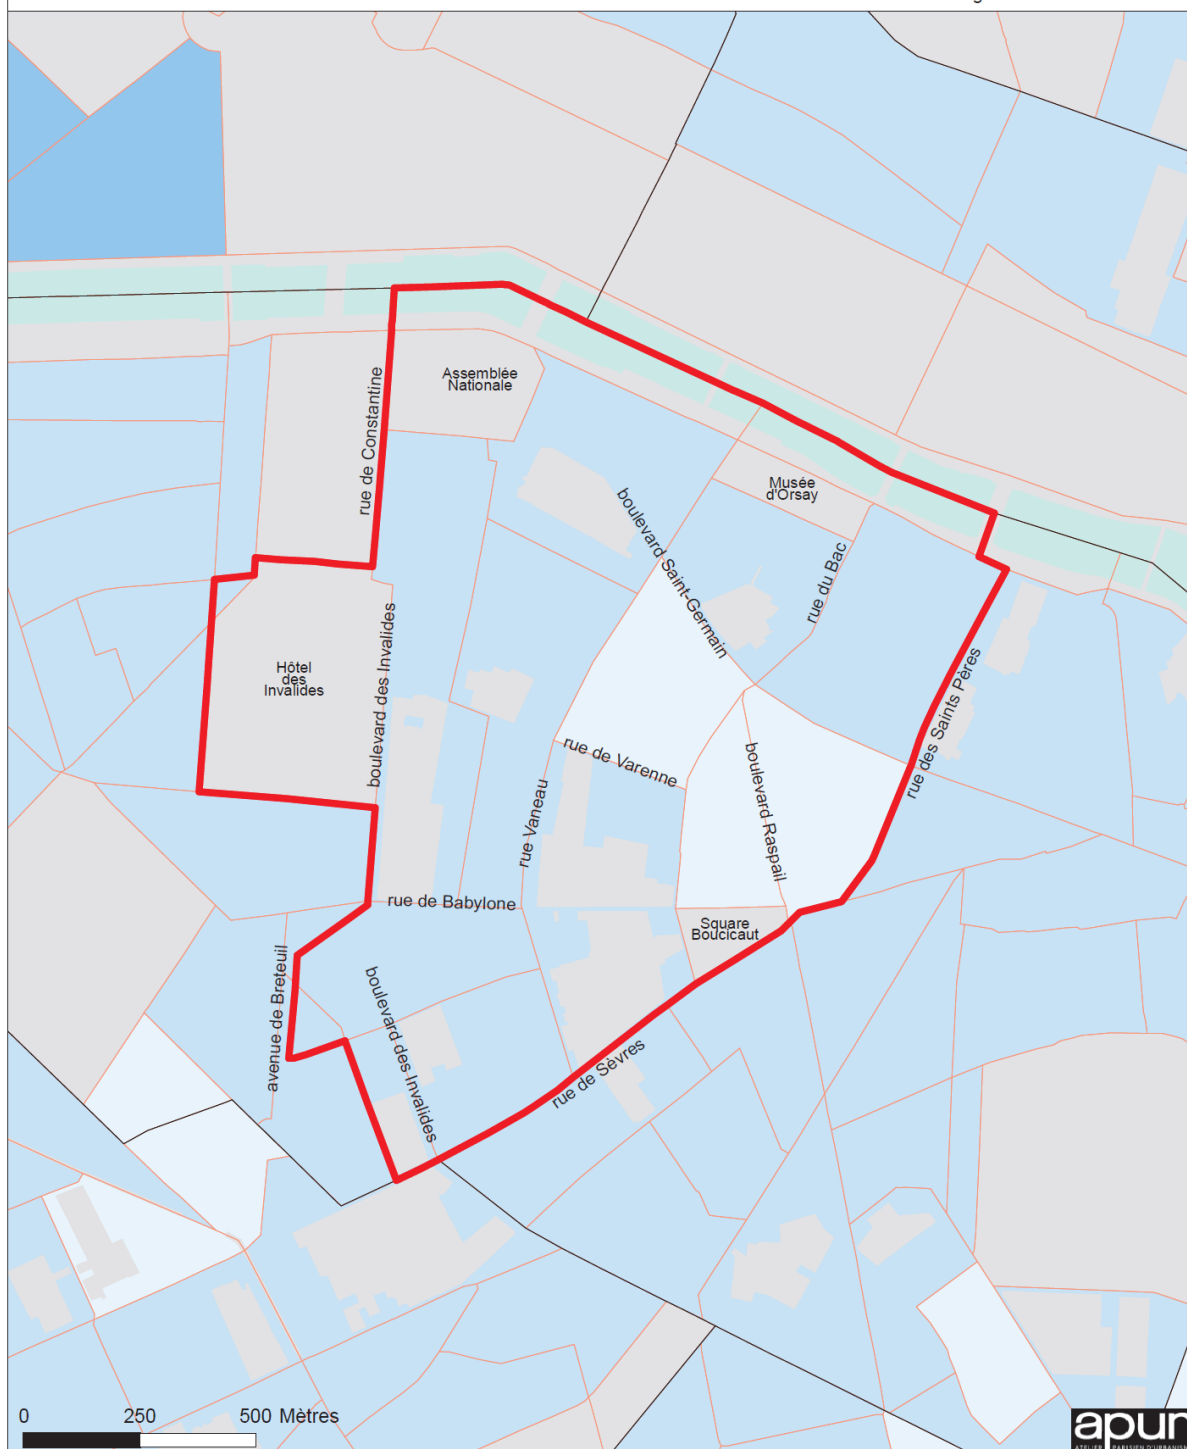 Assemblée
Nationale
rue de Constantine
Musée
d'Orsay
boulevard Saint-Germain
rue du Bac
Hôtel
des
Invalides
boulevard des Invalides
rue des Saints Pères
rue de Varenne
boulevard Raspail
rue Vaneau
rue de Babylone
Square
Boucicaut
avenue de Breteuil
boulevard des Invalides
rue de Sèvres
0 250 500 Mètres
apur